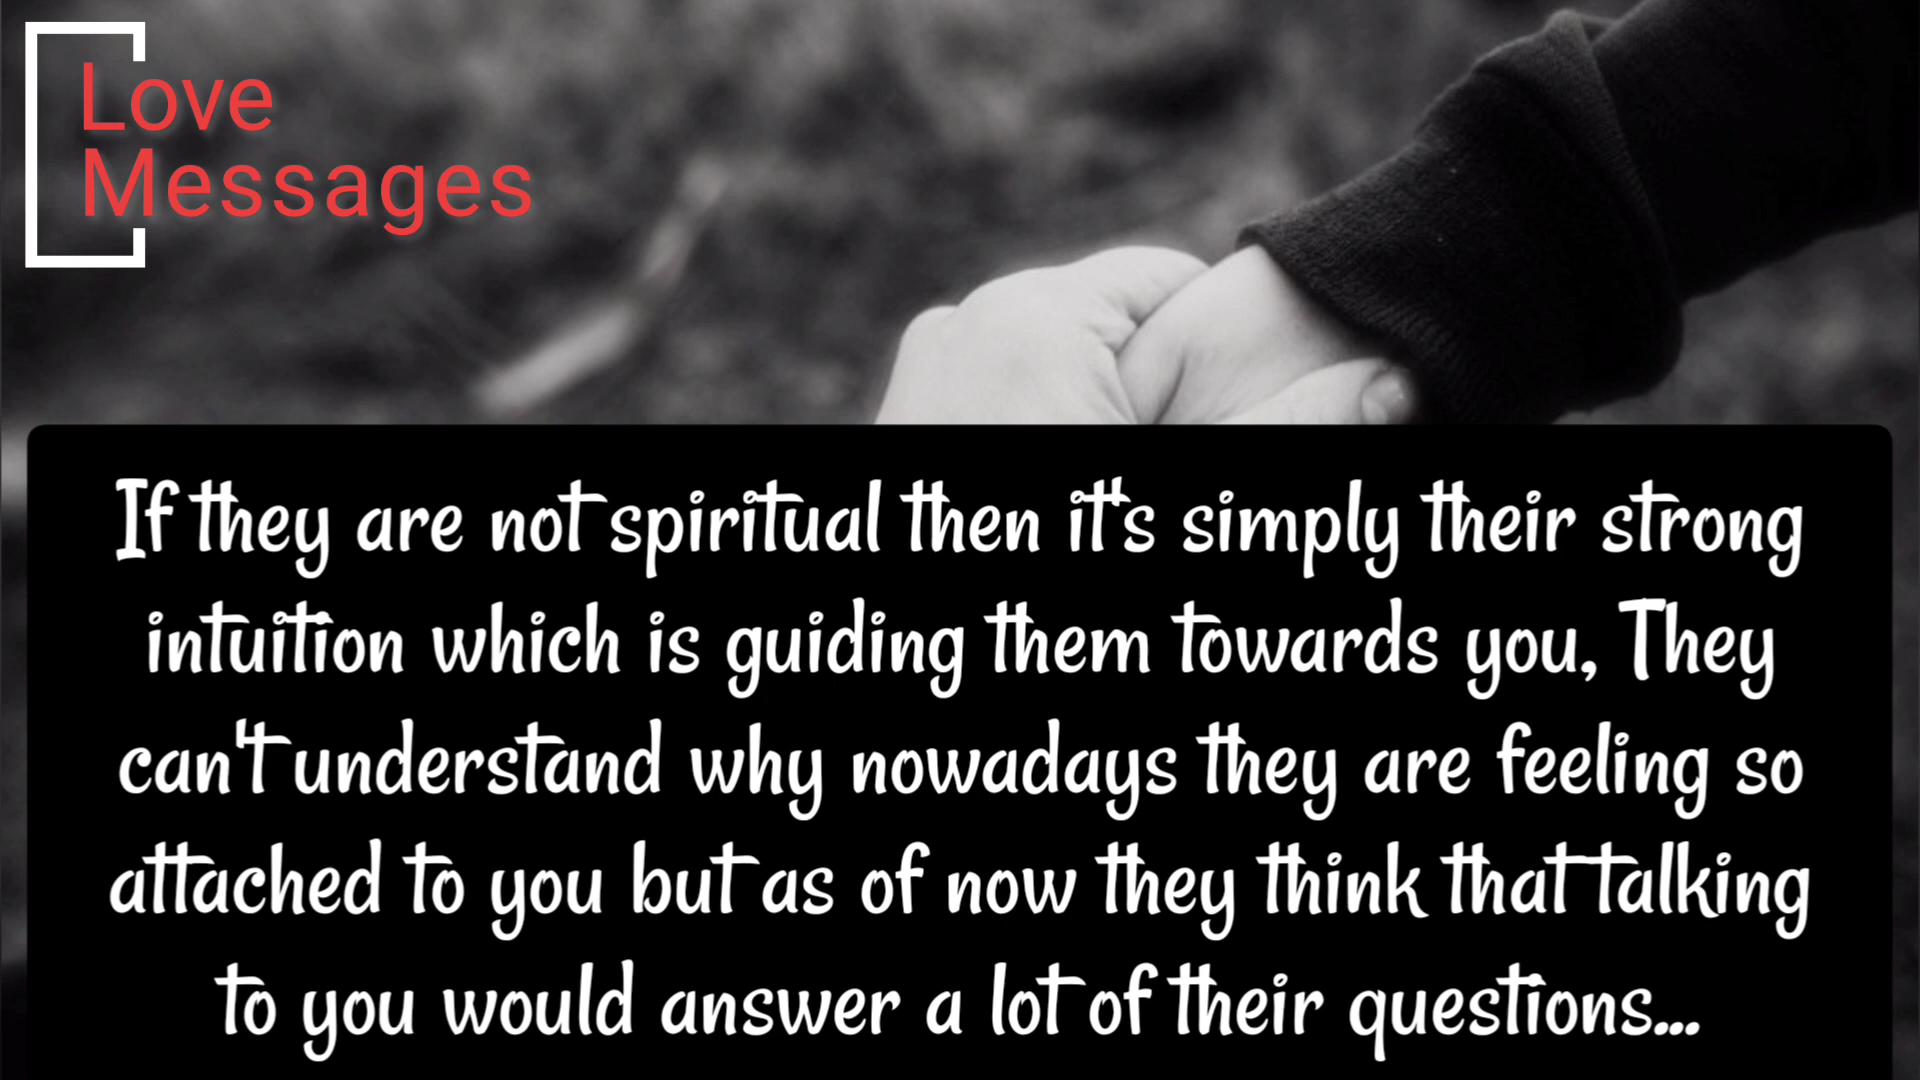 Love
Messages
If they are not spiritual then it's simply their strong
intuition which is guiding them towards you, They
can't understand why nowadays they are feeling so
attached to you but as of now they think that talking
to you would answer a lot of their questions...